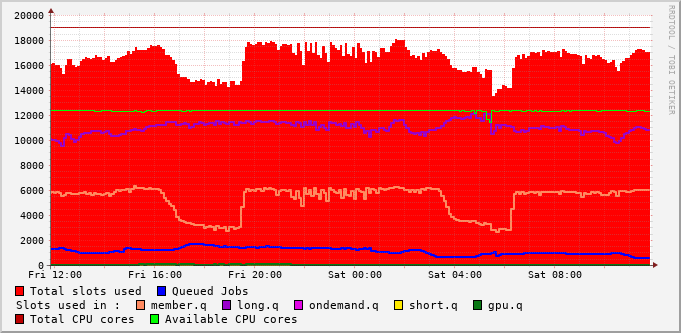 20000
18000
16000
14000
12000
10000
8000
6000
4000
2000
0
Fri 12:00 Fri 16:00 Fri 20:00 Sat 00:00 Sat 04:00 Sat 08:00
Total slots used Queued Jobs
Slots used in : member.q long.q ondemand.q short.q gpu.q
Total CPU cores Available CPU cores
RRDTOOL / TOBI OETIKER